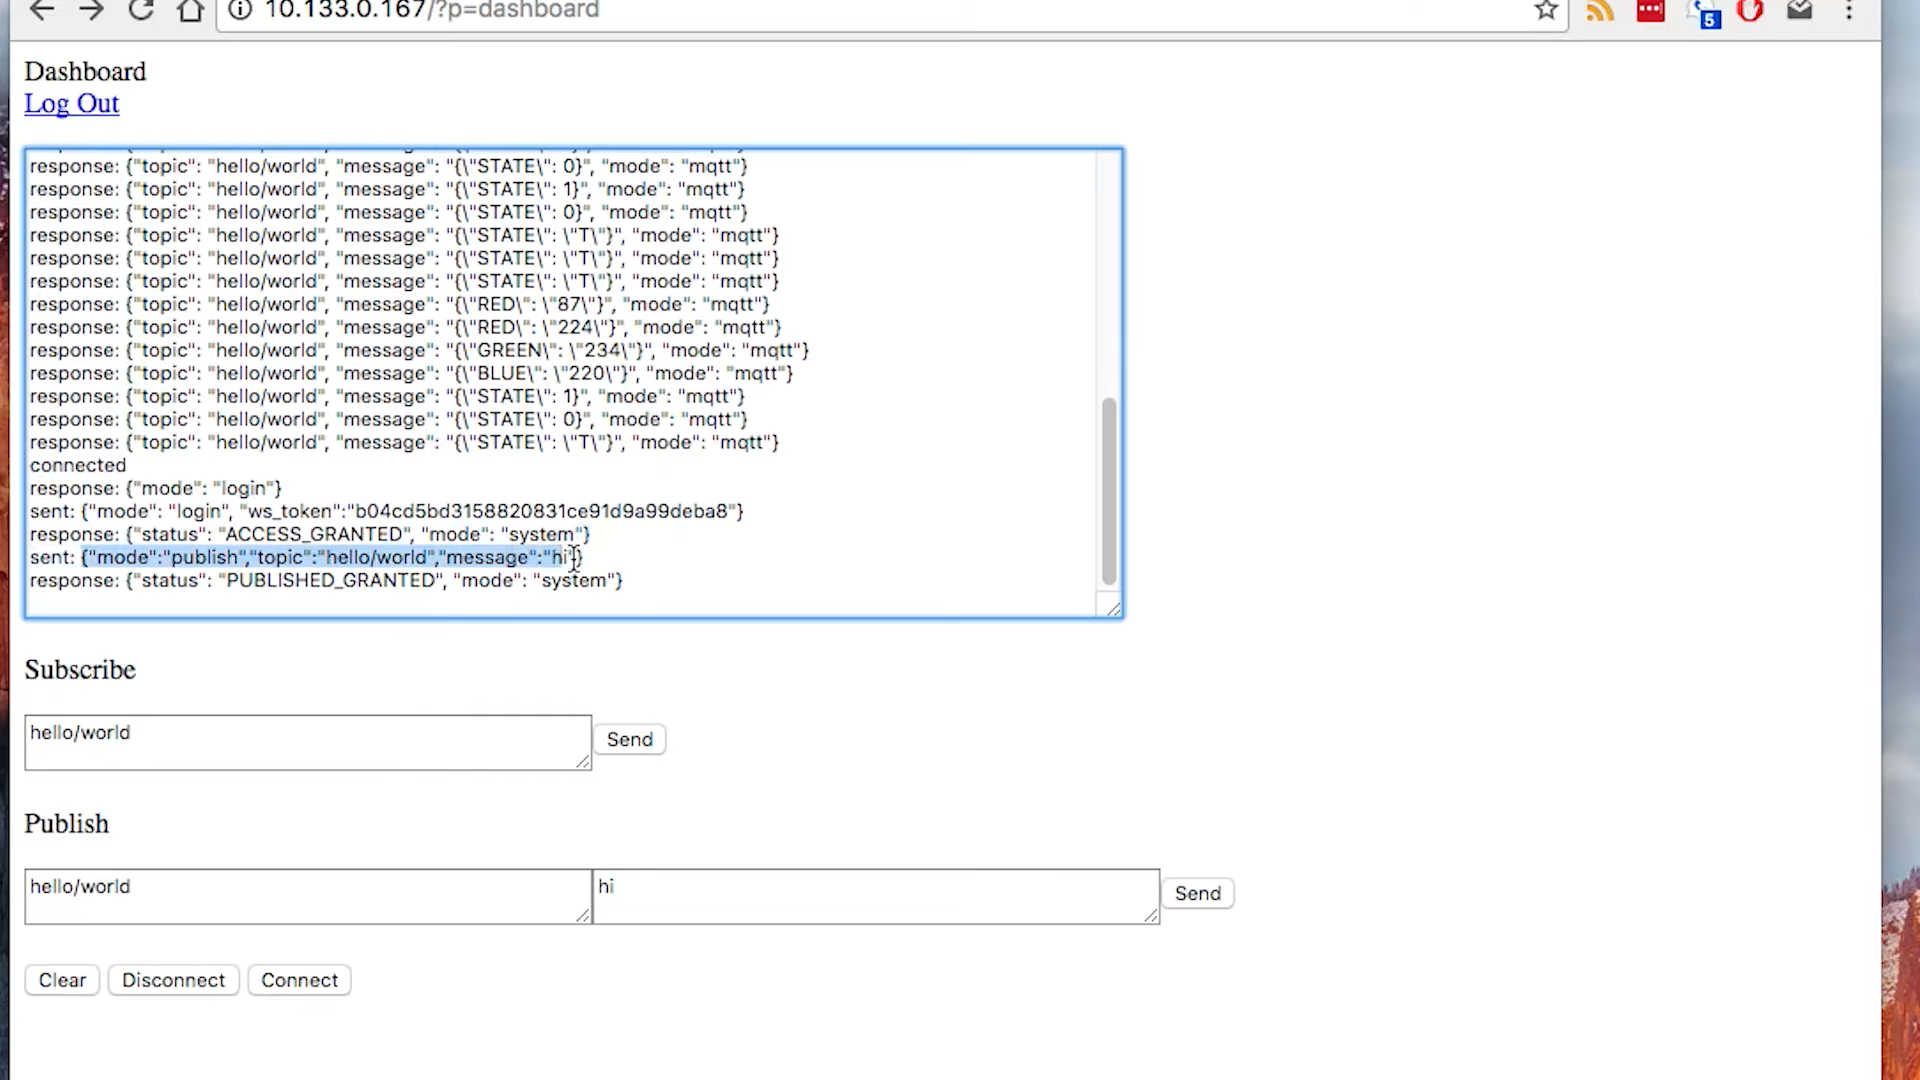 10.133.0.167/?p=dashboard
5
Dashboard
Log Out
response: {"topic": "hello/world", "message": "{\"STATE\": 0}", "mode": "mqtt"}
response: {"topic": "hello/world", "message": "{\"STATE\": 1}", "mode": "mqtt"}
response: {"topic": "hello/world", "message": "{\"STATE\": 0}", "mode": "mqtt"}
response: {"topic": "hello/world", "message": "{\"STATE\": \"T\"}", "mode": "mqtt"}
response: {"topic": "hello/world", "message": "{\"STATE\": \"T\"}", "mode": "mqtt"}
response: {"topic": "hello/world", "message": "{\"STATE\": \"T\"}", "mode": "mqtt"}
response: {"topic": "hello/world", "message": "{\"RED\": \"87\"}", "mode": "mqtt"}
response: {"topic": "hello/world", "message": "{\"RED\": \"224\"}", "mode": "mqtt"}
response: {"topic": "hello/world", "message": "{\"GREEN\": \"234\"}", "mode": "mqtt"}
response: {"topic": "hello/world", "message": "{\"BLUE\": \"220\"}", "mode": "mqtt"}
response: {"topic": "hello/world", "message": "{\"STATE\": 1}", "mode": "mqtt"}
response: {"topic": "hello/world", "message": "{\"STATE\": 0}", "mode": "mqtt"}
response: {"topic": "hello/world", "message": "{\"STATE\": \"T\"}", "mode": "mqtt"}
connected
response: {"mode": "login"}
sent: {"mode": "login", "ws_token":"b04cd5bd3158820831ce91d9a99deba8"}
response: {"status": "ACCESS_GRANTED", "mode": "system"}
sent: {"mode":"publish","topic":"hello/world","message":"hi"}
response: {"status": "PUBLISHED_GRANTED", "mode": "system"}
Subscribe
hello/world
Send
Publish
hello/world
hi
Send
Clear
Disconnect
Connect